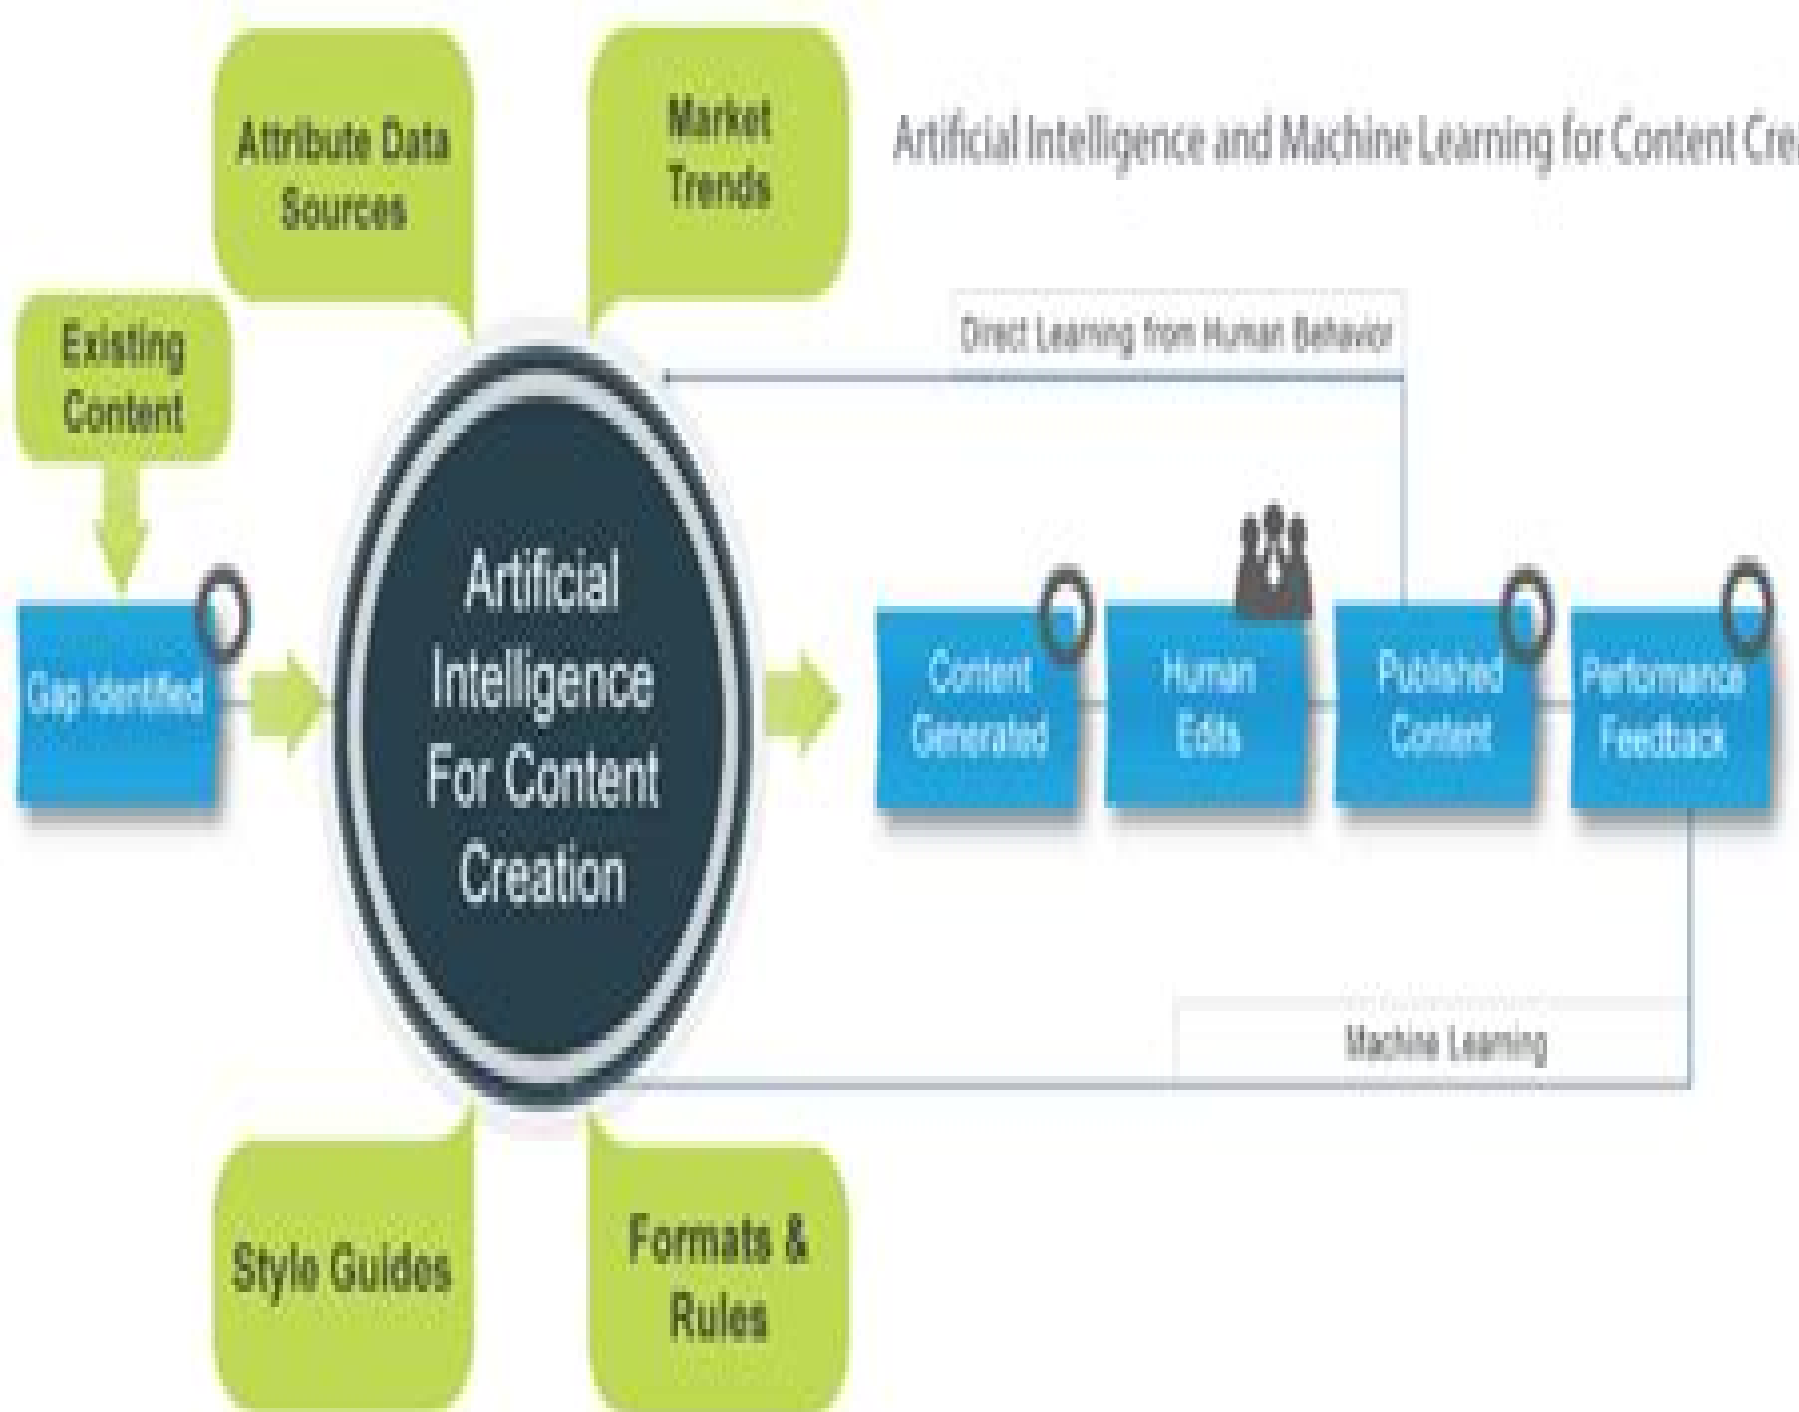 Attribute Data
Sources
Market
Trends
Artificial Intelligence and Machine Learning for Content Cre
Existing
Content
Direct Learning from Human Behavior
Gap Identified
Artificial
Intelligence
For Content
Creation
Content
Generated
Human
Edits
Published
Content
Performance
Feedback
Machine Learning
Style Guides
Formats &
Rules